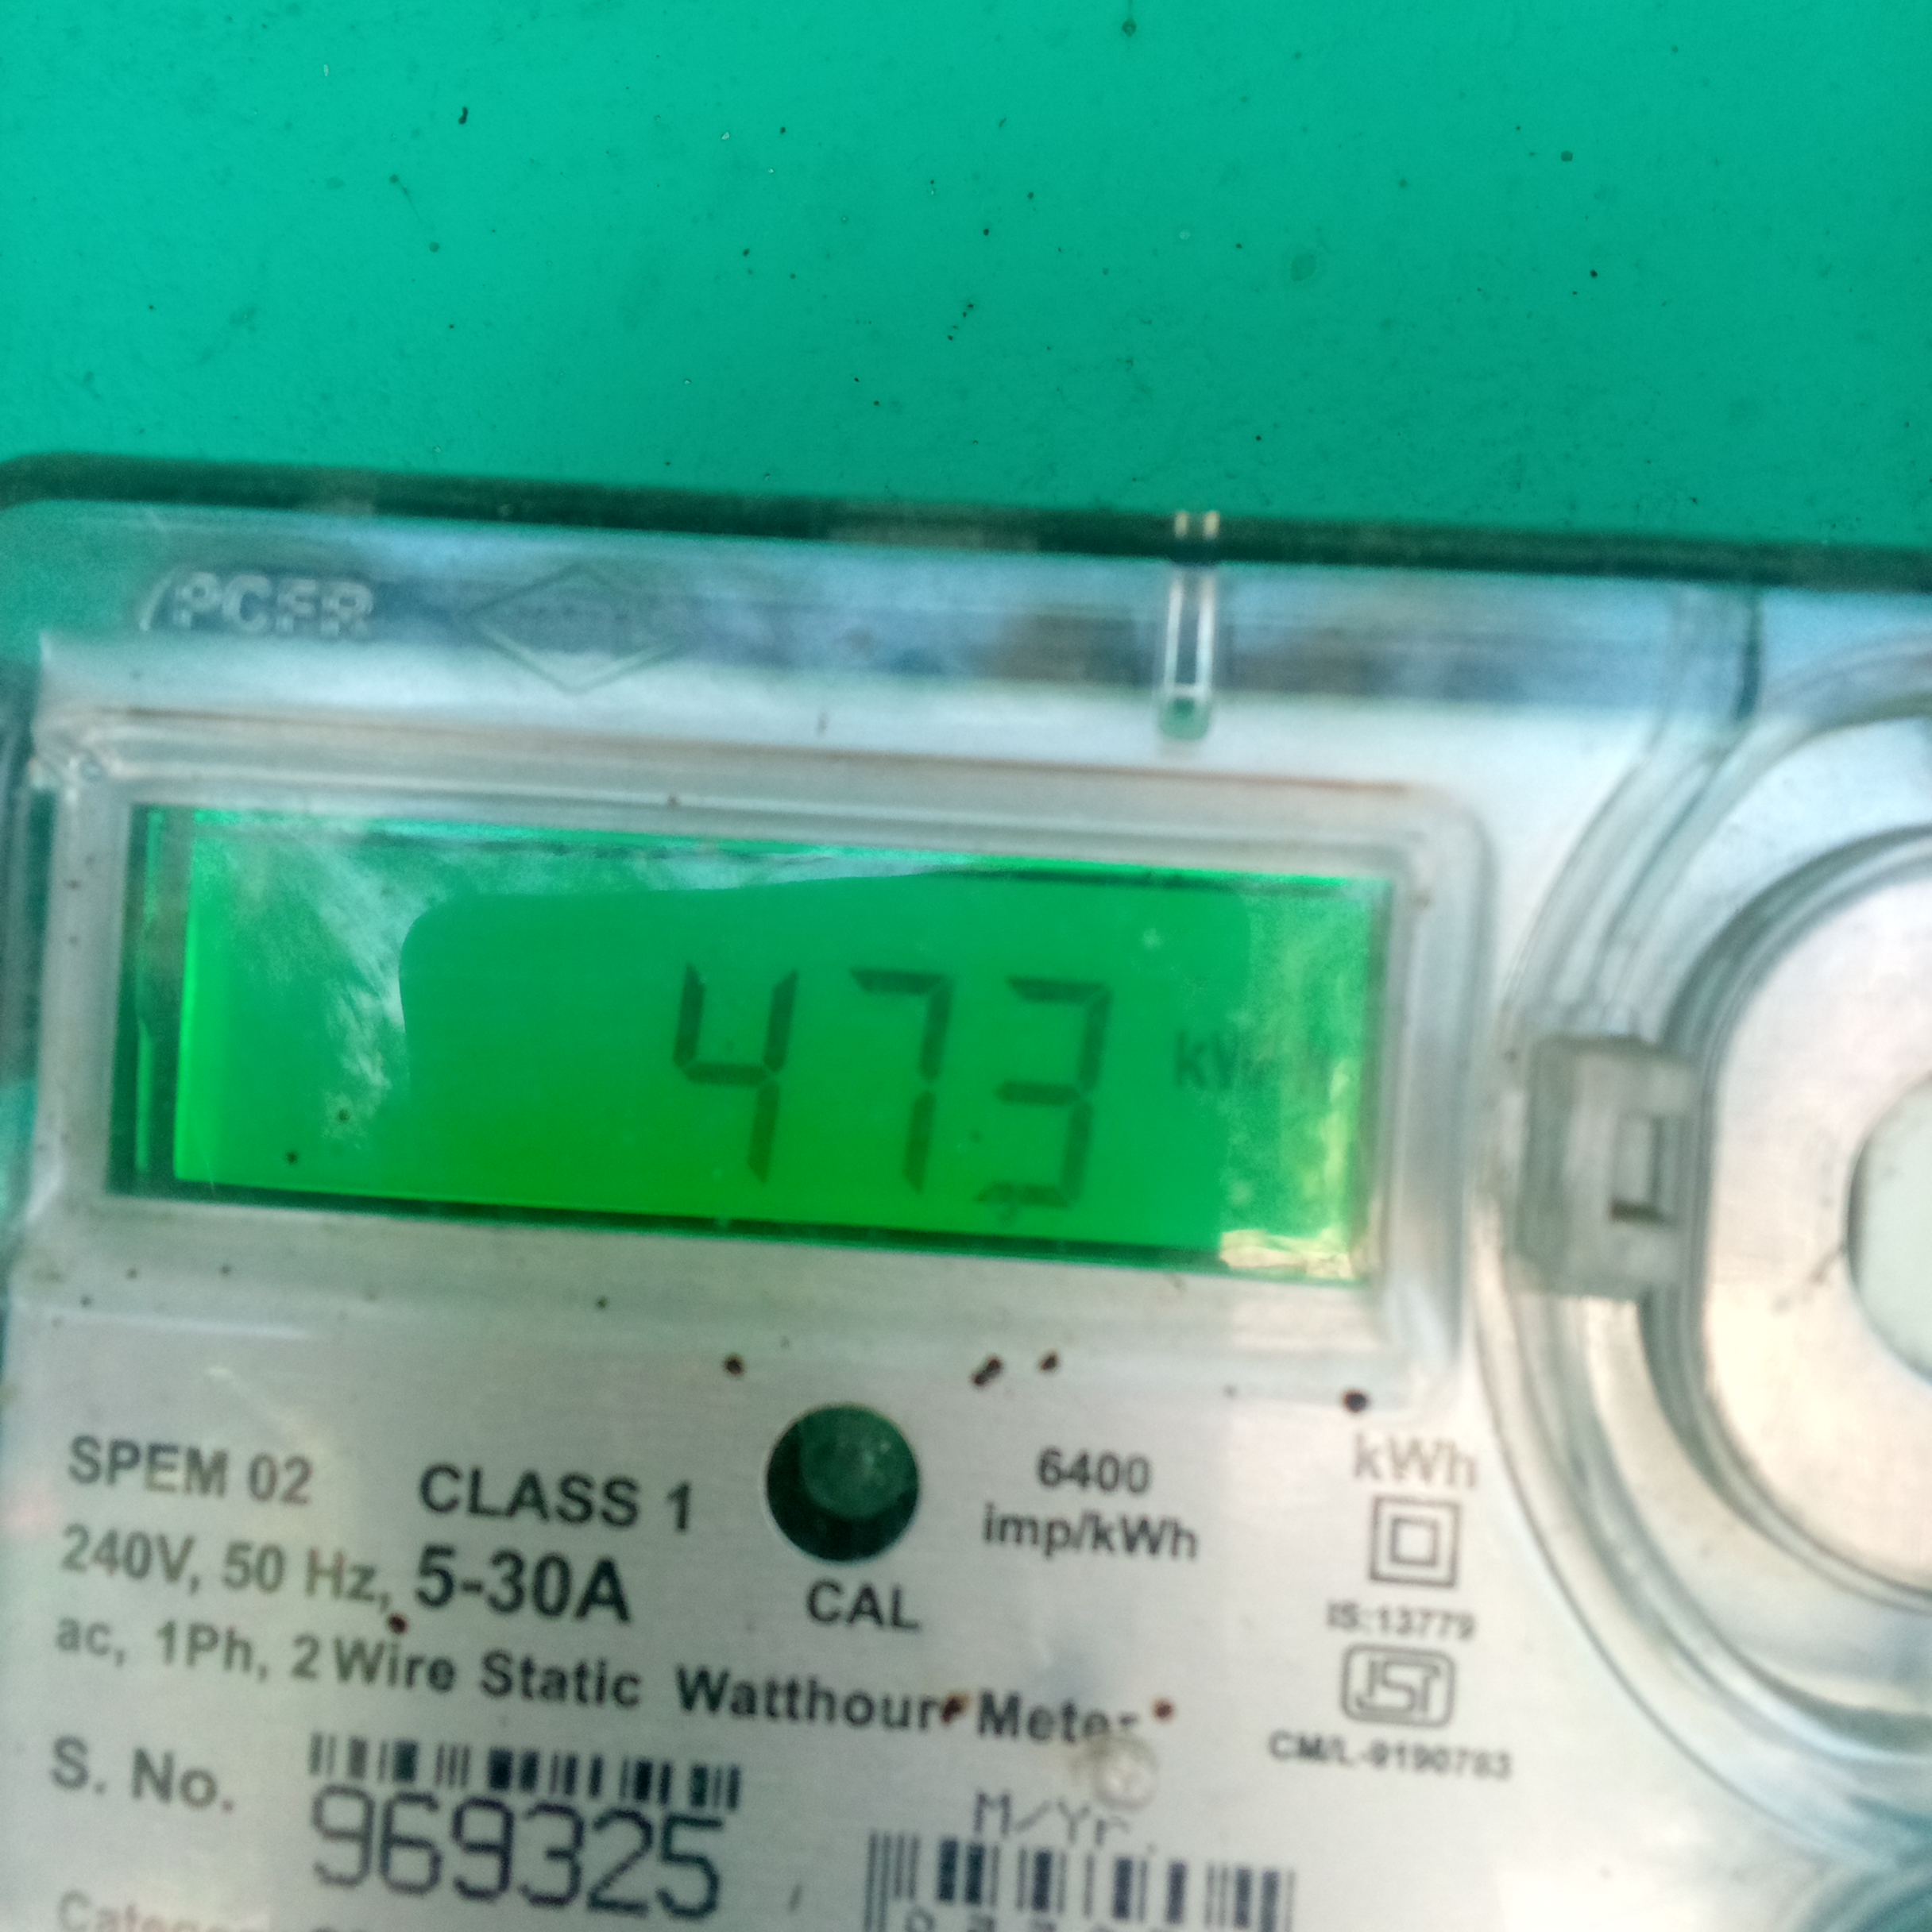 473 kW
SPEM 02 CLASS 1
6400
imp/kWh
kWh
240V, 50 Hz, 5-30A
CAL
IS:13779
ac, 1Ph, 2 Wire Static Watthour Meter
CM/L-9190783
S. No.
969325
M/Yr.